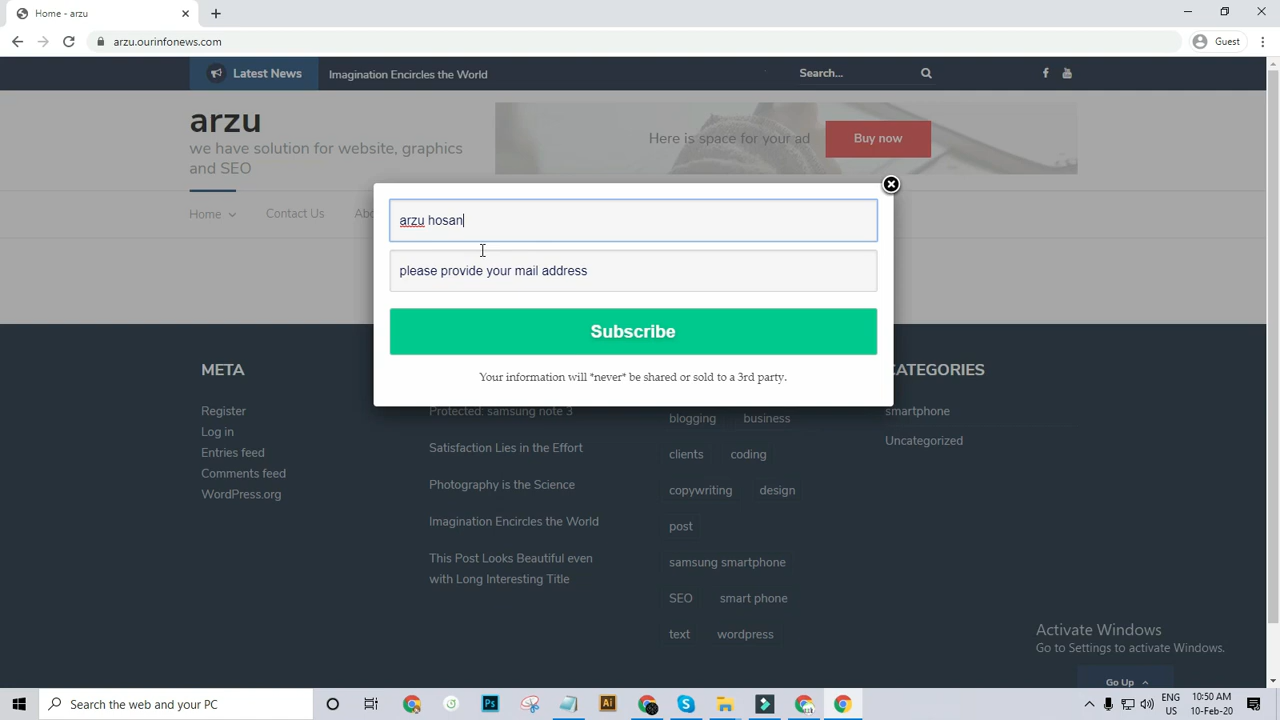 Home - arzu
arzu.ourinfonews.com
Guest
Latest News
Imagination Encircles the World
Search...
arzu
we have solution for website, graphics
and SEO
Here is space for your ad
Buy now
Home
Contact Us
Abo
arzu hosan
please provide your mail address
Subscribe
Your information will *never* be shared or sold to a 3rd party.
META
Register
Log in
Entries feed
Comments feed
WordPress.org
Protected: samsung note 3
Satisfaction Lies in the Effort
Photography is the Science
Imagination Encircles the World
This Post Looks Beautiful even
with Long Interesting Title
blogging business
clients coding
copywriting design
post
samsung smartphone
SEO smart phone
text wordpress
CATEGORIES
smartphone
Uncategorized
Activate Windows
Go to Settings to activate Windows.
Go Up
Search the web and your PC
Ps
Ai
ENG
US
10:50 AM
10-Feb-20